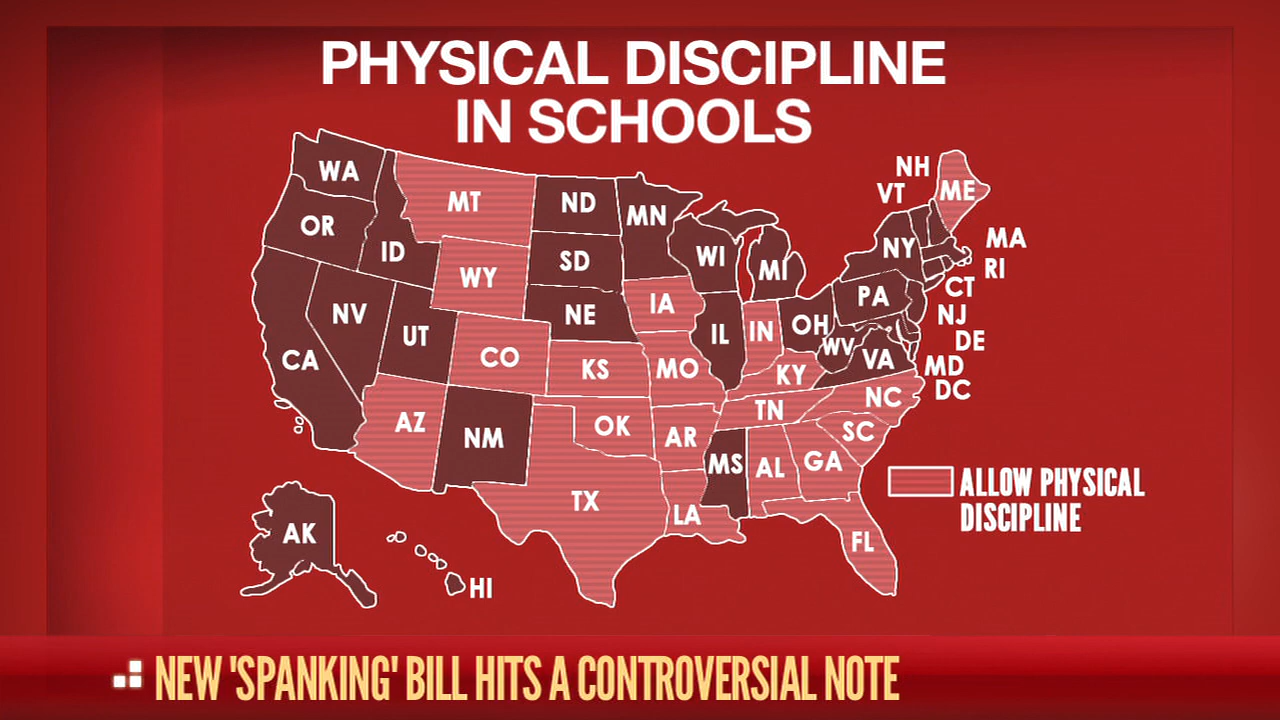 PHYSICAL DISCIPLINE
IN SCHOOLS
WA
MT
ND
MN
NH
VT
ME
OR
ID
WY
SD
WI
MI
NY
MA
RI
CT
NV
UT
NE
IA
IL
IN
OH
PA
NJ
DE
CA
CO
KS
MO
KY
WV
VA
MD
DC
AZ
NM
OK
AR
TN
NC
SC
MS
AL
GA
TX
LA
FL
AK
HI
ALLOW PHYSICAL
DISCIPLINE
NEW 'SPANKING' BILL HITS A CONTROVERSIAL NOTE